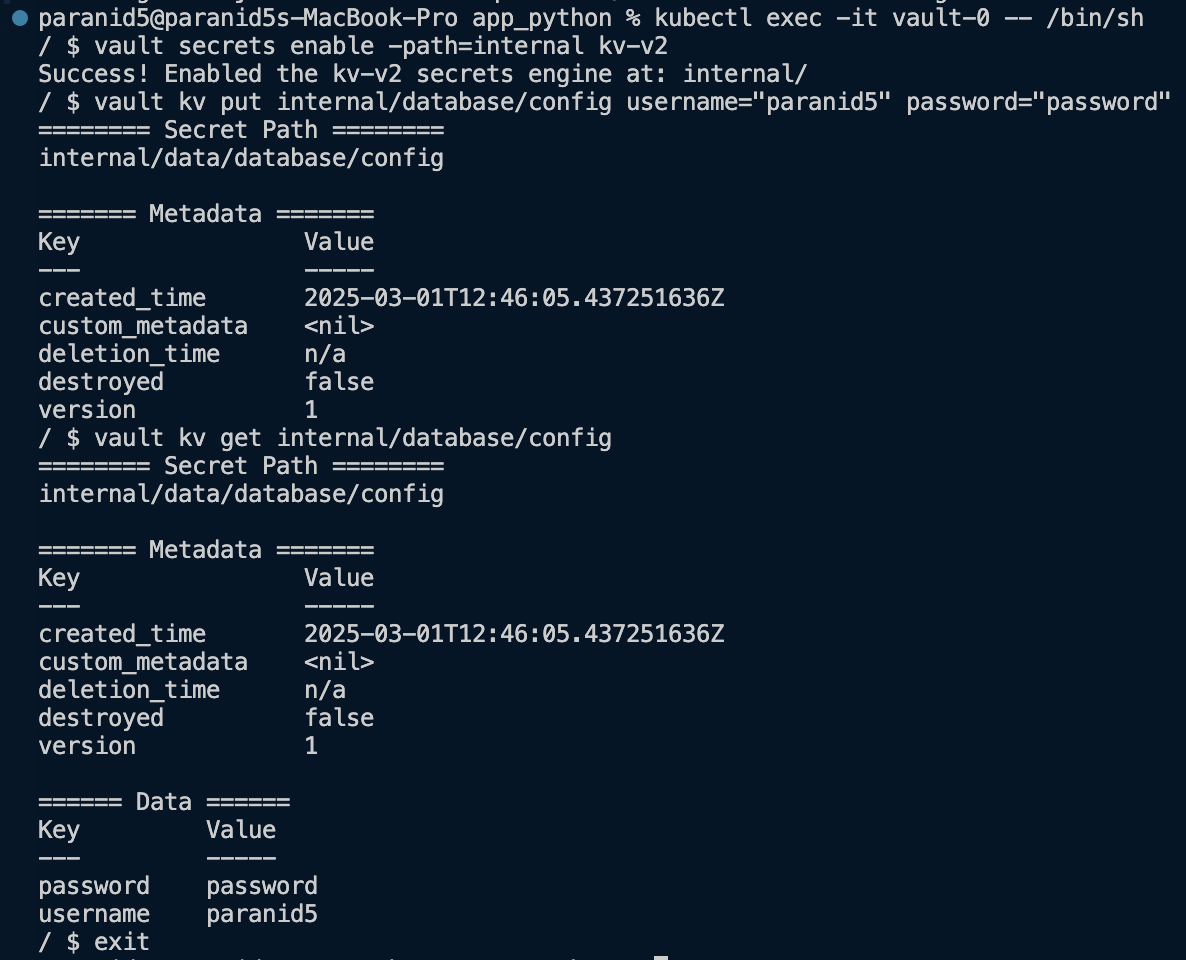 paranid5@paranid5s-MacBook-Pro app_python % kubectl exec -it vault-0 -- /bin/sh
/ $ vault secrets enable -path=internal kv-v2
Success! Enabled the kv-v2 secrets engine at: internal/
/ $ vault kv put internal/database/config username="paranid5" password="password"
======== Secret Path ========
internal/data/database/config

======= Metadata =======
Key                Value
---                -----
created_time       2025-03-01T12:46:05.437251636Z
custom_metadata    <nil>
deletion_time      n/a
destroyed          false
version            1
/ $ vault kv get internal/database/config
======== Secret Path ========
internal/data/database/config

======= Metadata =======
Key                Value
---                -----
created_time       2025-03-01T12:46:05.437251636Z
custom_metadata    <nil>
deletion_time      n/a
destroyed          false
version            1

====== Data ======
Key         Value
---         -----
password    password
username    paranid5
/ $ exit